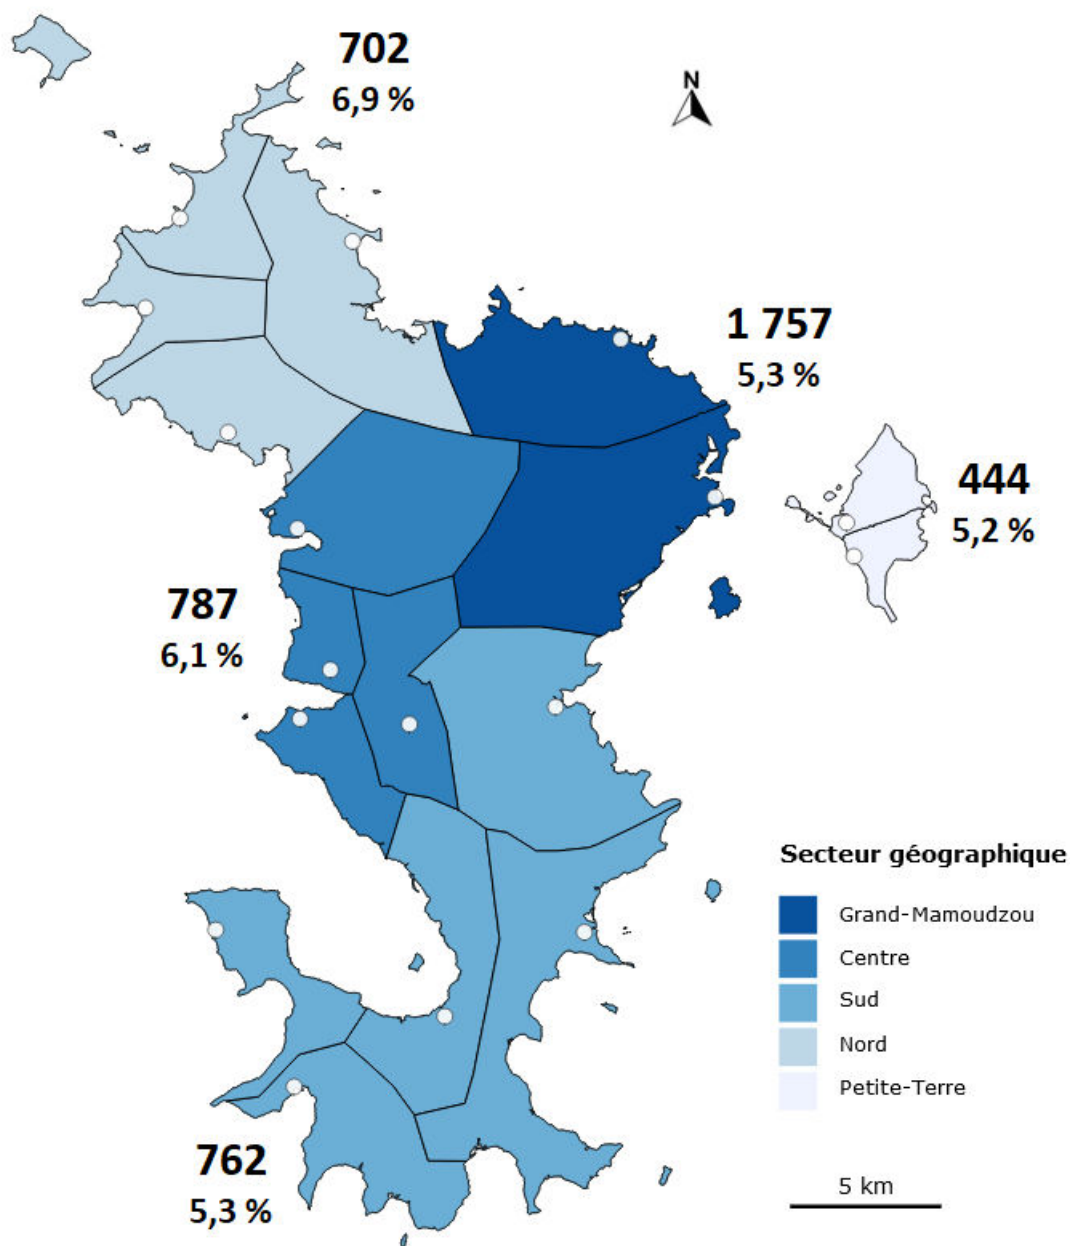 702
6,9 %
N
1 757
5,3 %
444
5,2 %
787
6,1 %
Secteur géographique
Grand-Mamoudzou
Centre
Sud
Nord
Petite-Terre
762
5,3 %
5 km